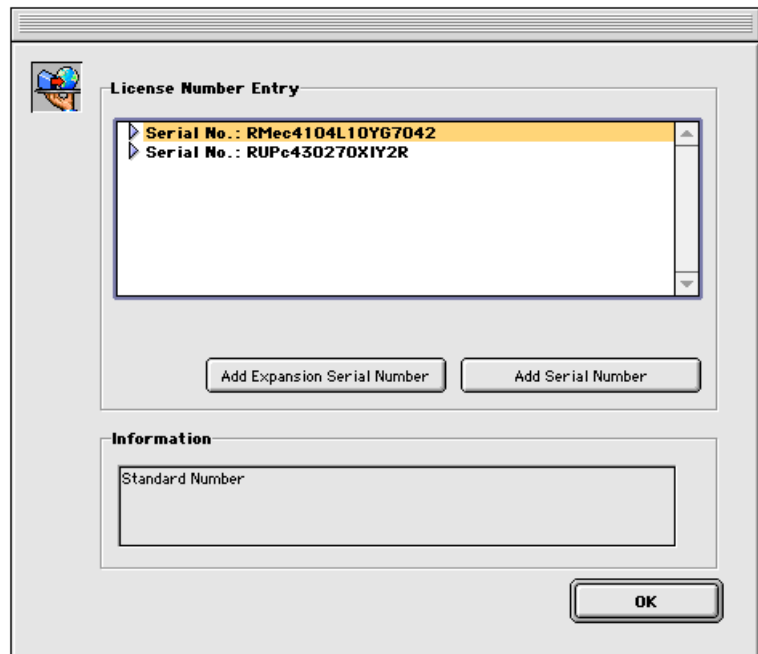 License Number Entry
Serial No.: RMec4104L10YG7042
Serial No.: RUPc430270XIY2R
Add Expansion Serial Number
Add Serial Number
Information
Standard Number
OK